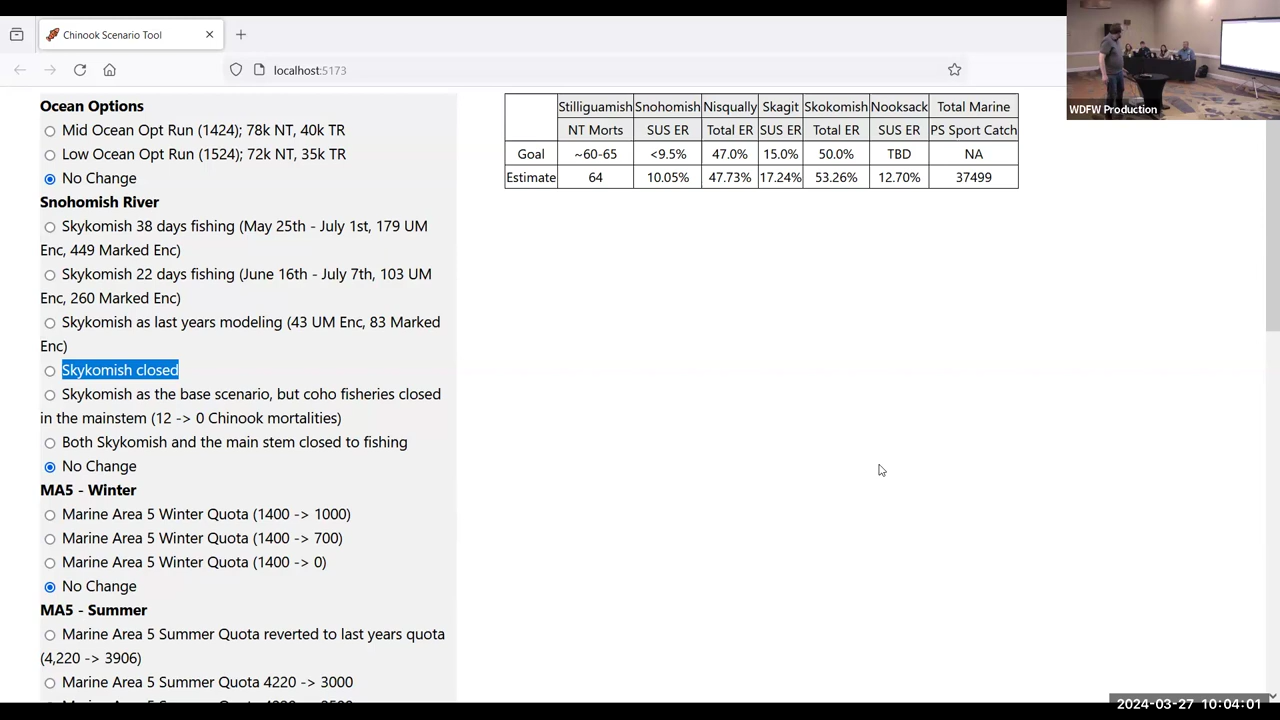 Chinook Scenario Tool
localhost:5173
WDFW Production
Ocean Options
Mid Ocean Opt Run (1424); 78k NT, 40k TR
Low Ocean Opt Run (1524); 72k NT, 35k TR
No Change
Snohomish River
Skykomish 38 days fishing (May 25th - July 1st, 179 UM
Enc, 449 Marked Enc)
Skykomish 22 days fishing (June 16th - July 7th, 103 UM
Enc, 260 Marked Enc)
Skykomish as last years modeling (43 UM Enc, 83 Marked
Enc)
Skykomish closed
Skykomish as the base scenario, but coho fisheries closed
in the mainstem (12 -> 0 Chinook mortalities)
Both Skykomish and the main stem closed to fishing
No Change
MA5 - Winter
Marine Area 5 Winter Quota (1400 -> 1000)
Marine Area 5 Winter Quota (1400 -> 700)
Marine Area 5 Winter Quota (1400 -> 0)
No Change
MA5 - Summer
Marine Area 5 Summer Quota reverted to last years quota
(4,220 -> 3906)
Marine Area 5 Summer Quota 4220 -> 3000
Stilliguamish Snohomish Nisqually Skagit Skokomish Nooksack Total Marine
NT Morts SUS ER Total ER SUS ER Total ER SUS ER PS Sport Catch
Goal ~60-65 <9.5% 47.0% 15.0% 50.0% TBD NA
Estimate 64 10.05% 47.73% 17.24% 53.26% 12.70% 37499
2024-03-27 10:04:01